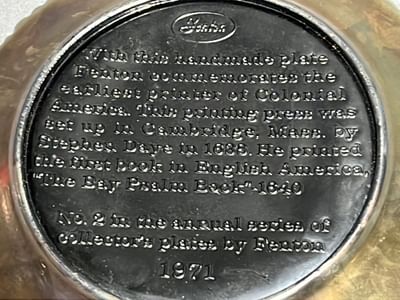 Fenton
With this handmade plate
Fenton commemorates the
earliest printer of Colonial
America. This printing press was
set up in Cambridge, Mass. by
Stephen Daye in 1638. He printed
the first book in English America,
"The Bay Psalm Book"-1640
No. 2 in the annual series of
collectors plates by Fenton
1971